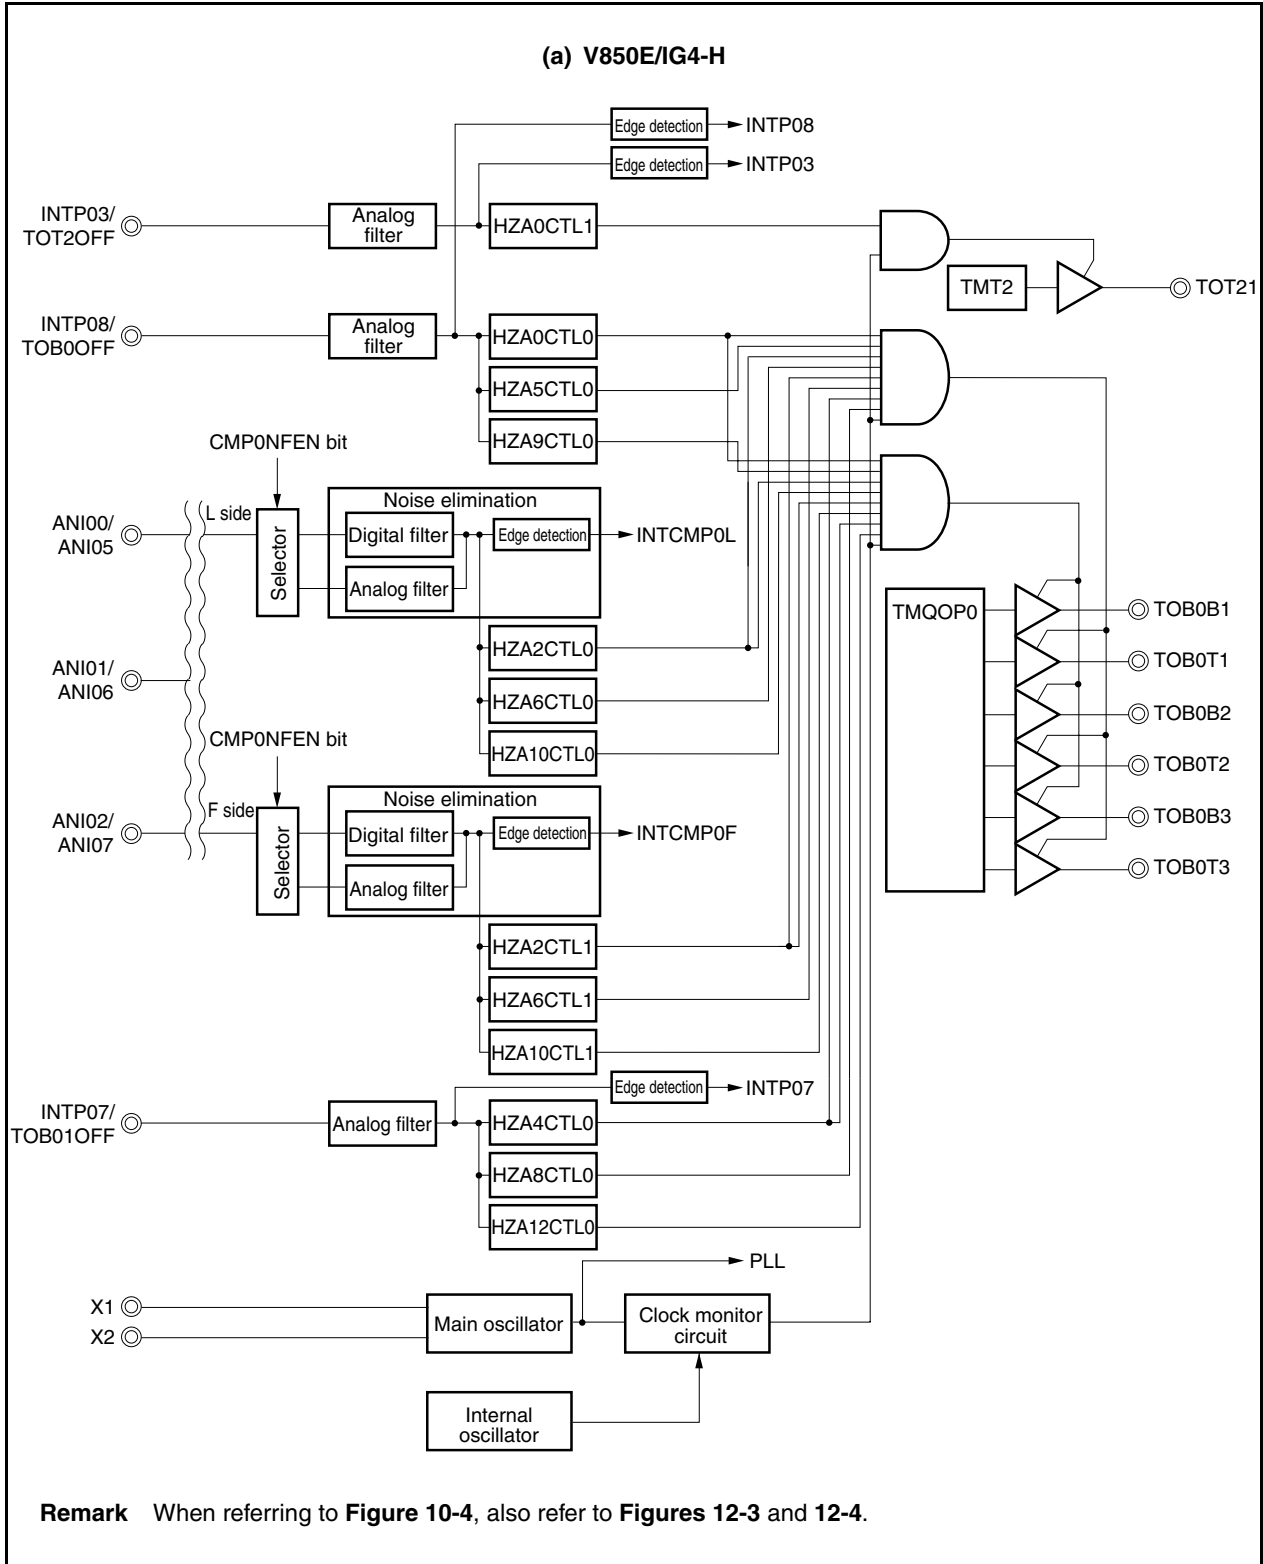 (a) V850E/IG4-H
Edge detection
INTP08
Edge detection
INTP03
INTP03/
TOT2OFF
Analog
filter
HZA0CTL1
TMT2
TOT21
INTP08/
TOB0OFF
Analog
filter
HZA0CTL0
HZA5CTL0
HZA9CTL0
CMP0NFEN bit
Noise elimination
L side
ANI00/
ANI05
Selector
Digital filter
Edge detection
INTCMP0L
Analog filter
TMQOP0
TOB0B1
HZA2CTL0
TOB0T1
ANI01/
ANI06
HZA6CTL0
TOB0B2
CMP0NFEN bit
HZA10CTL0
TOB0T2
Noise elimination
F side
ANI02/
ANI07
Selector
Digital filter
Edge detection
INTCMP0F
TOB0B3
Analog filter
TOB0T3
HZA2CTL1
HZA6CTL1
HZA10CTL1
Edge detection
INTP07
INTP07/
TOB01OFF
Analog filter
HZA4CTL0
HZA8CTL0
HZA12CTL0
PLL
X1
X2
Main oscillator
Clock monitor
circuit
Internal
oscillator
Remark When referring to Figure 10-4, also refer to Figures 12-3 and 12-4.